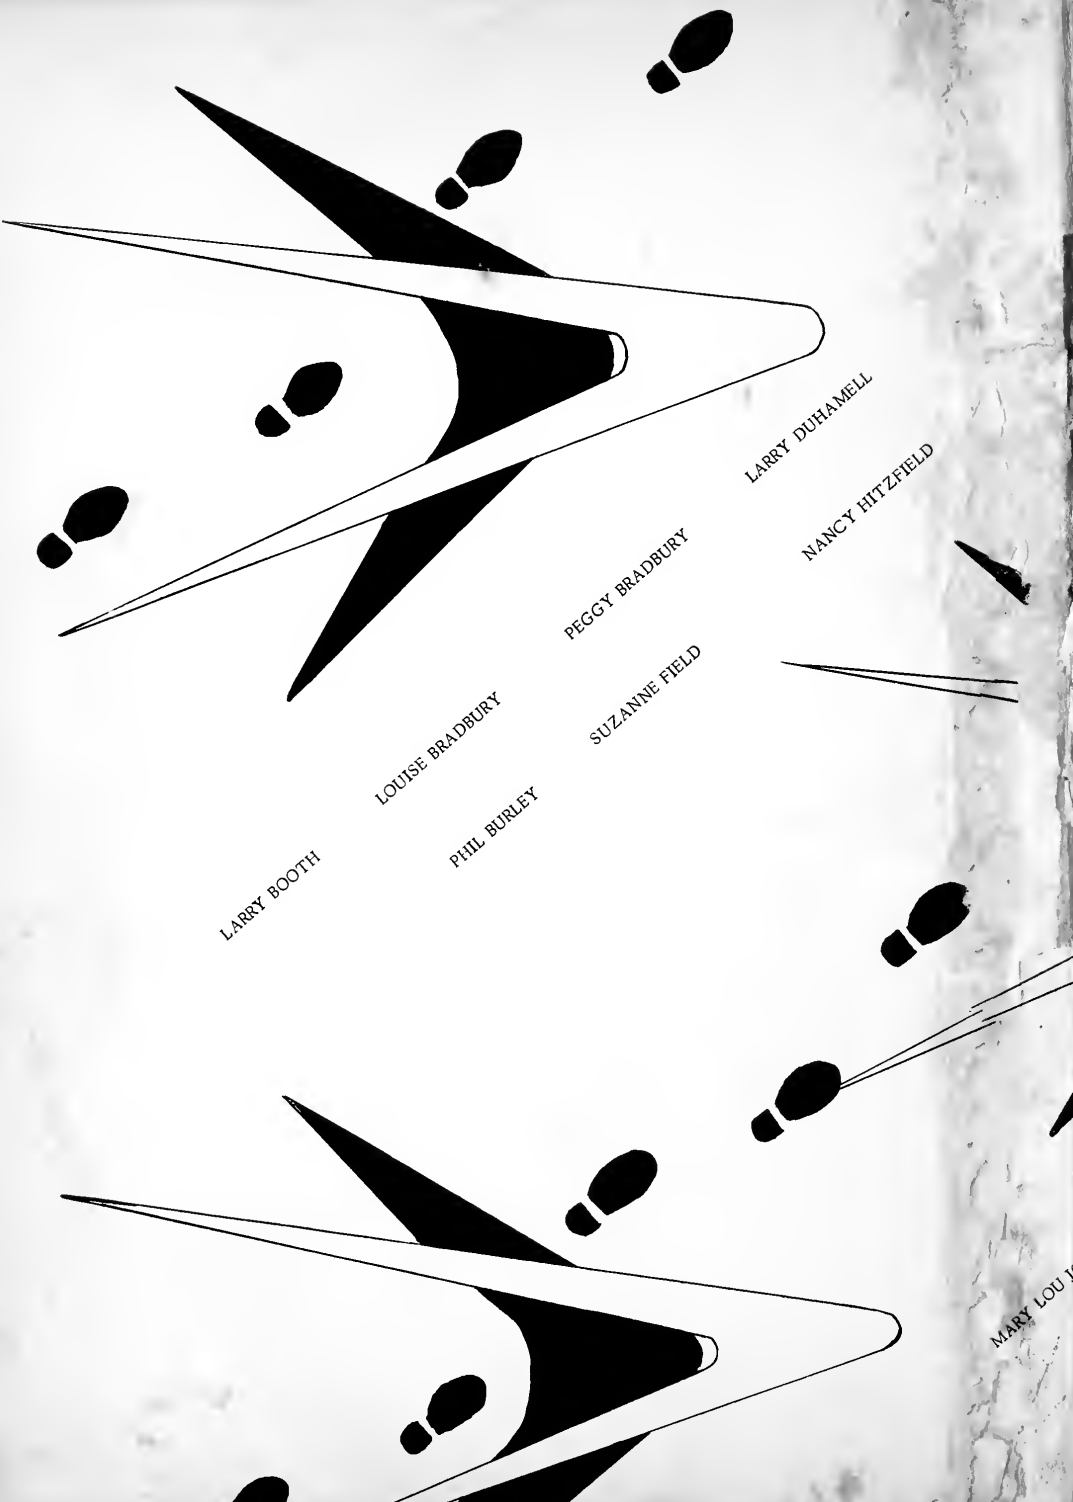 LARRY DUHAMELL
NANCY HITZFIELD
PEGGY BRADBURY
SUZANNE FIELD
LOUISE BRADBURY
PHIL BURLEY
LARRY BOOTH
MARY LOU